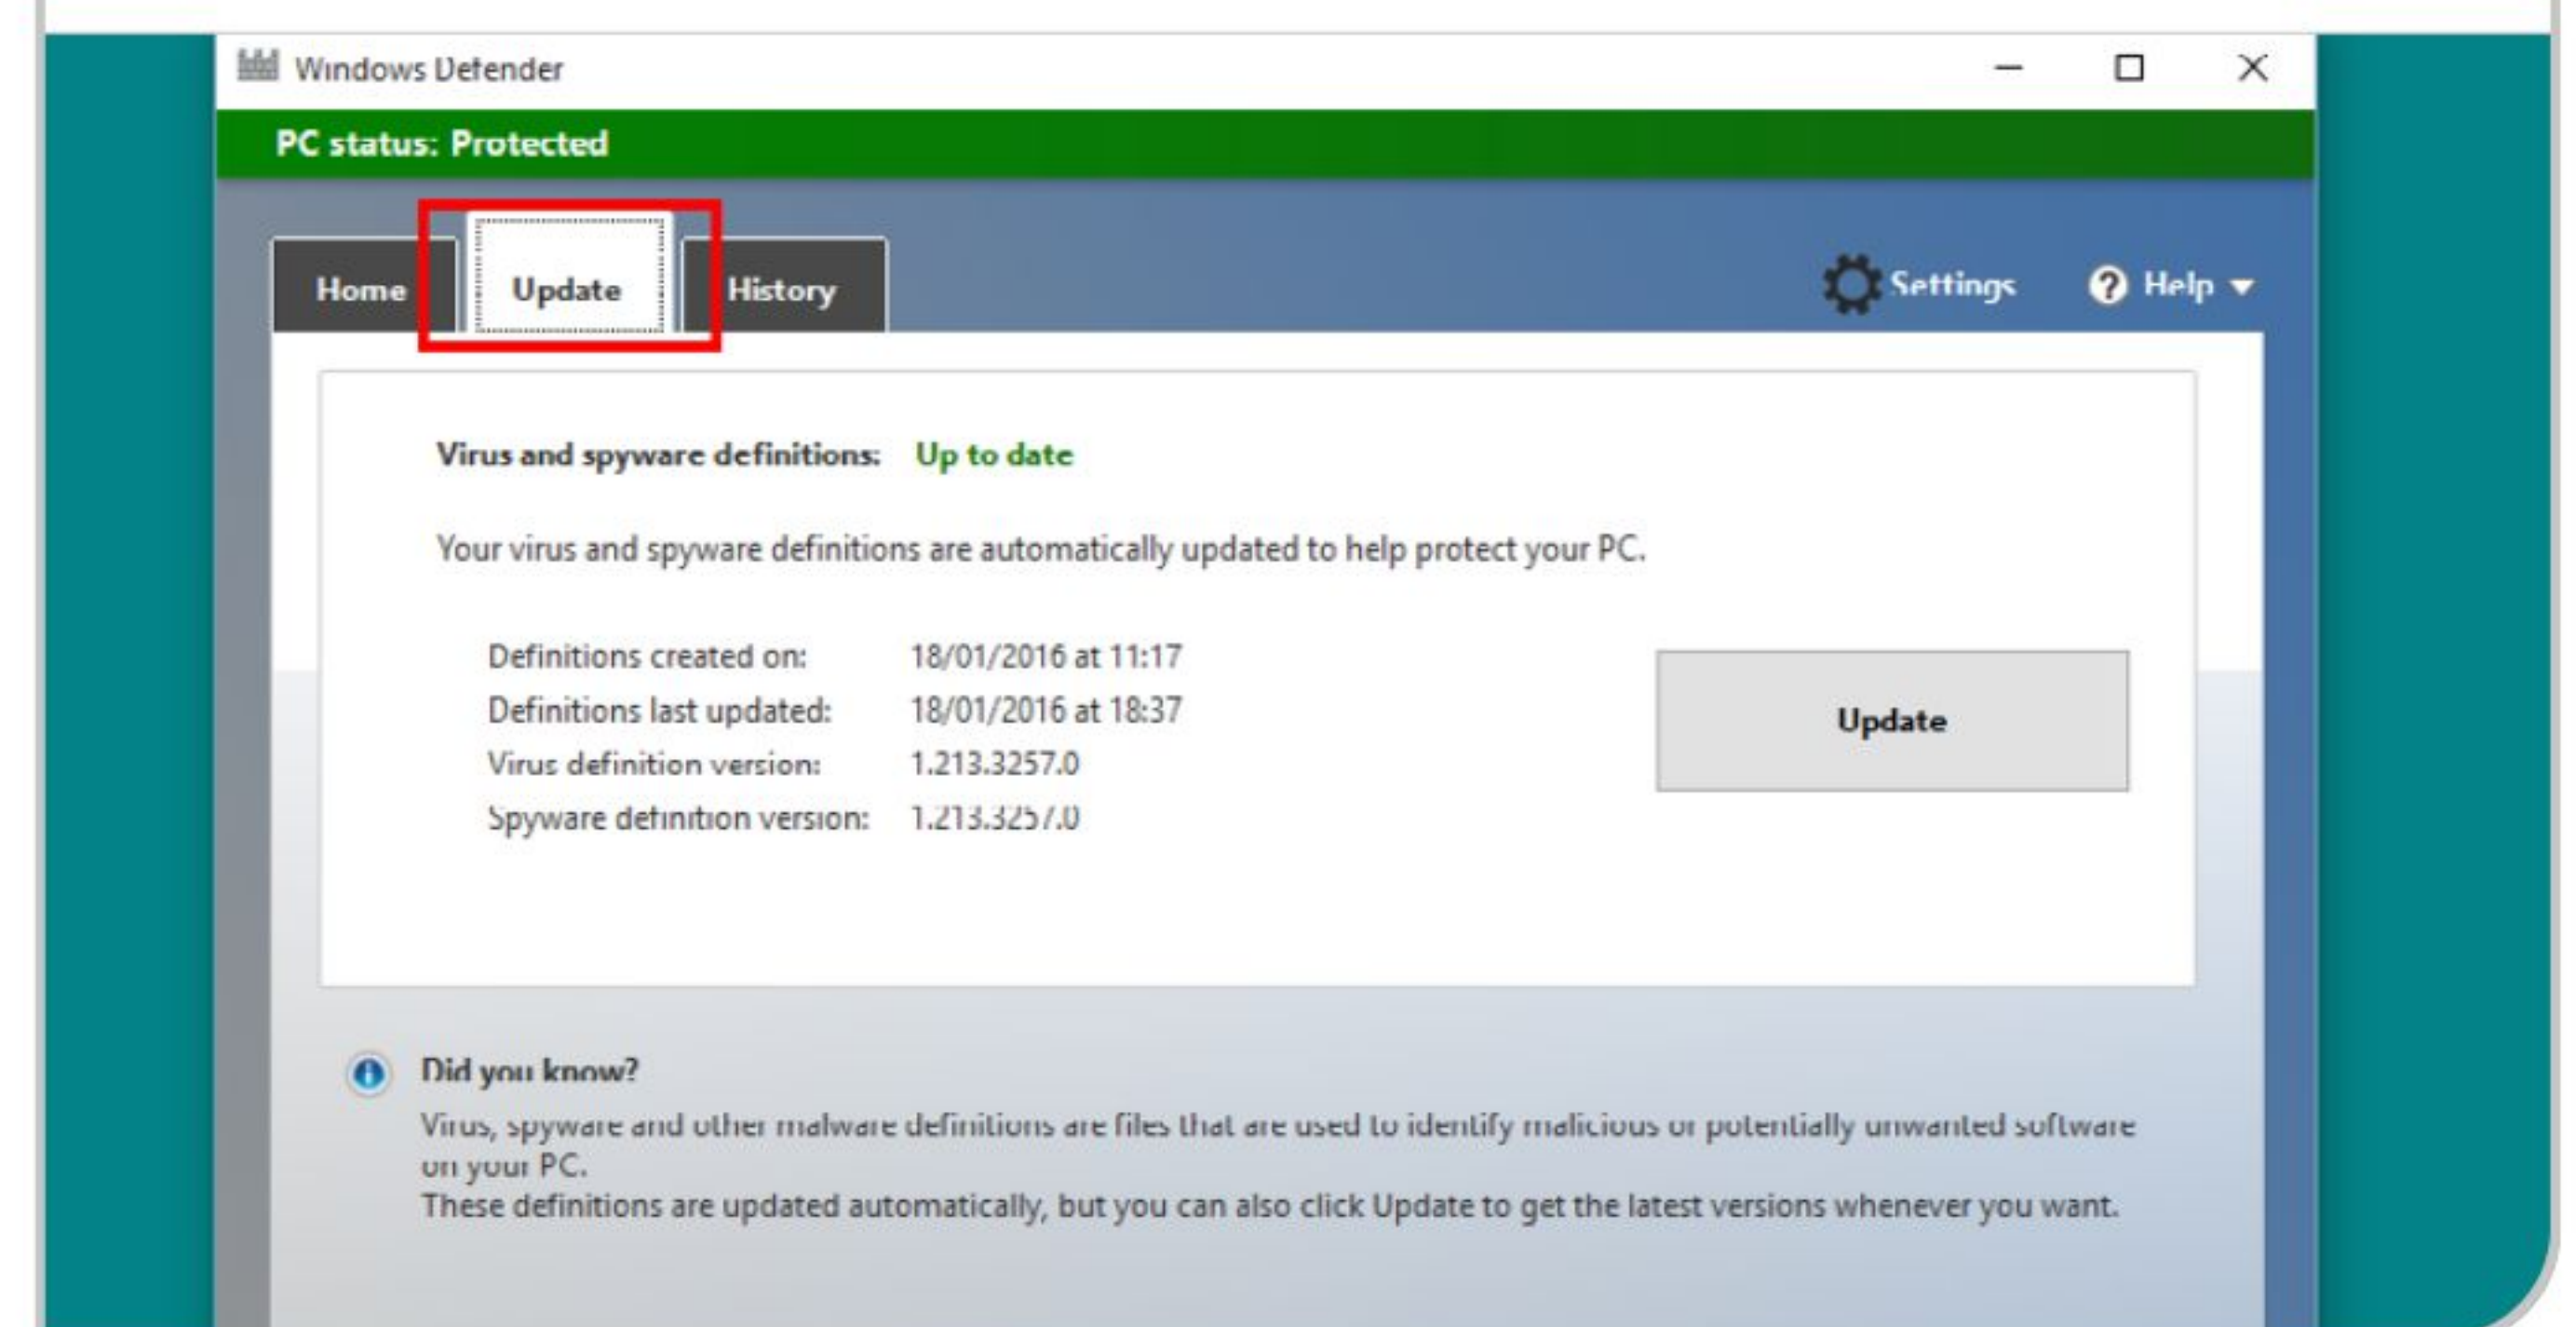 Windows Defender
PC status: Protected
Home
Update
History
Settings
Help
Virus and spyware definitions: Up to date
Your virus and spyware definitions are automatically updated to help protect your PC.
Definitions created on: 18/01/2016 at 11:17
Definitions last updated: 18/01/2016 at 18:37
Virus definition version: 1.213.3257.0
Spyware definition version: 1.213.3257.0
Update
Did you know?
Virus, spyware and other malware definitions are files that are used to identify malicious or potentially unwanted software
on your PC.
These definitions are updated automatically, but you can also click Update to get the latest versions whenever you want.